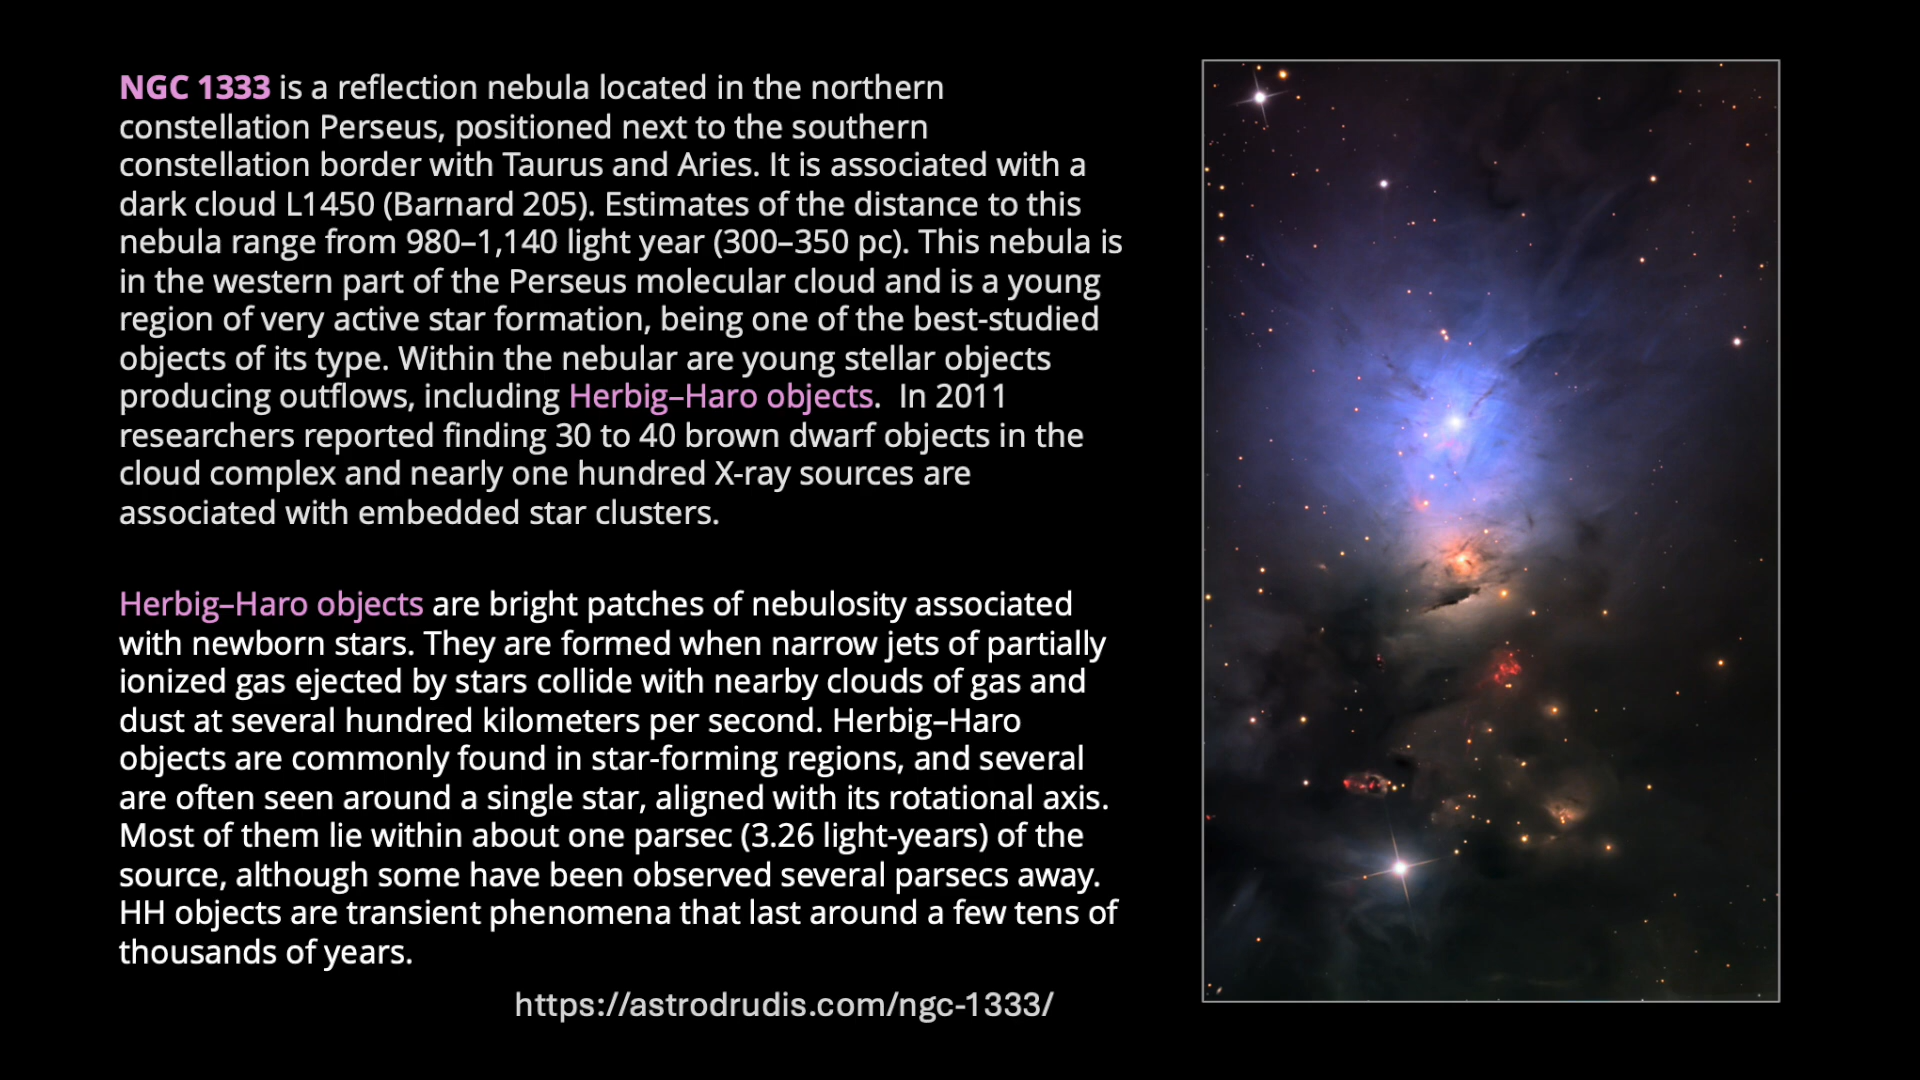 NGC 1333 is a reflection nebula located in the northern
constellation Perseus, positioned next to the southern
constellation border with Taurus and Aries. It is associated with a
dark cloud L1450 (Barnard 205). Estimates of the distance to this
nebula range from 980–1,140 light year (300–350 pc). This nebula is
in the western part of the Perseus molecular cloud and is a young
region of very active star formation, being one of the best-studied
objects of its type. Within the nebular are young stellar objects
producing outflows, including Herbig–Haro objects.  In 2011
researchers reported finding 30 to 40 brown dwarf objects in the
cloud complex and nearly one hundred X-ray sources are
associated with embedded star clusters.
Herbig–Haro objects are bright patches of nebulosity associated
with newborn stars. They are formed when narrow jets of partially
ionized gas ejected by stars collide with nearby clouds of gas and
dust at several hundred kilometers per second. Herbig–Haro
objects are commonly found in star-forming regions, and several
are often seen around a single star, aligned with its rotational axis.
Most of them lie within about one parsec (3.26 light-years) of the
source, although some have been observed several parsecs away.
HH objects are transient phenomena that last around a few tens of
thousands of years.
https://astrodrudis.com/ngc-1333/